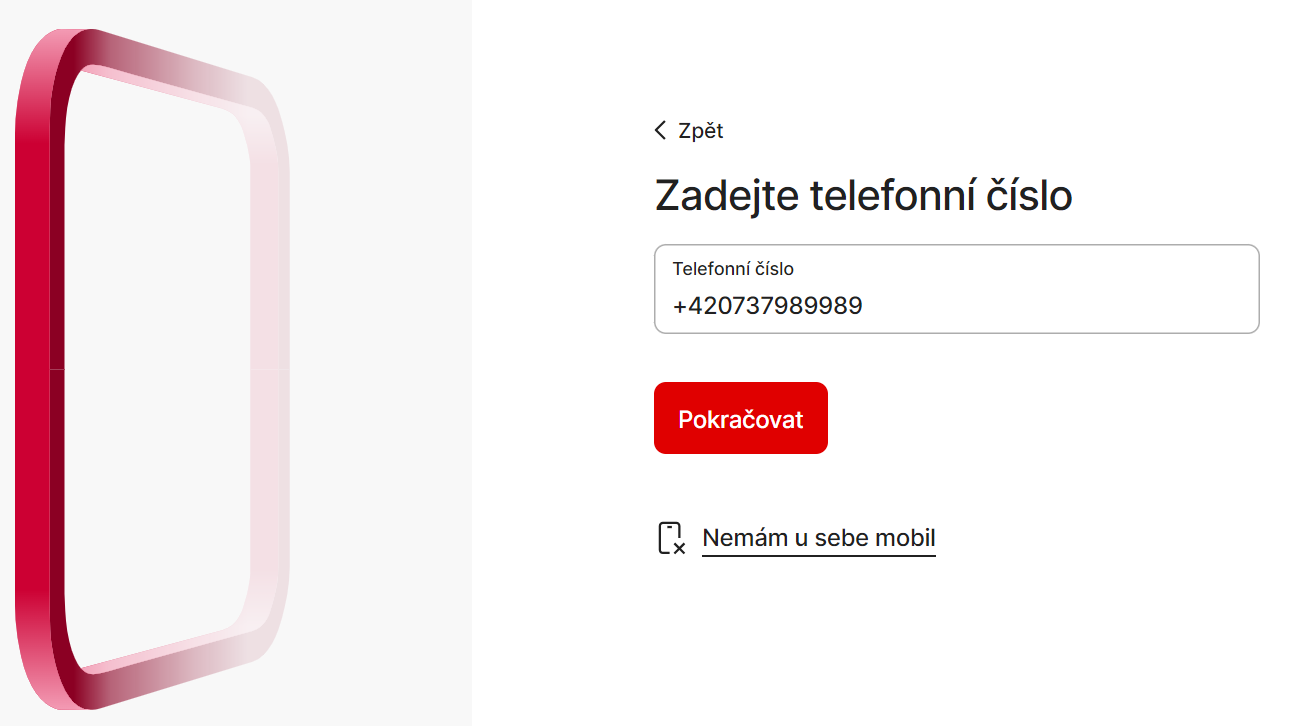 Zpět
Zadejte telefonní číslo
Telefonní číslo
+420737989989
Pokračovat
Nemám u sebe mobil